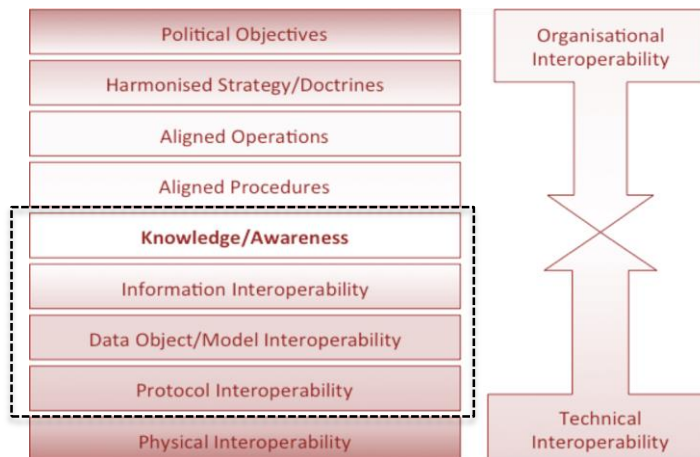 Political Objectives
Harmonised Strategy/Doctrines
Aligned Operations
Aligned Procedures
Knowledge/Awareness
Information Interoperability
Data Object/Model Interoperability
Protocol Interoperability
Physical Interoperability
Organisational
Interoperability
Technical
Interoperability